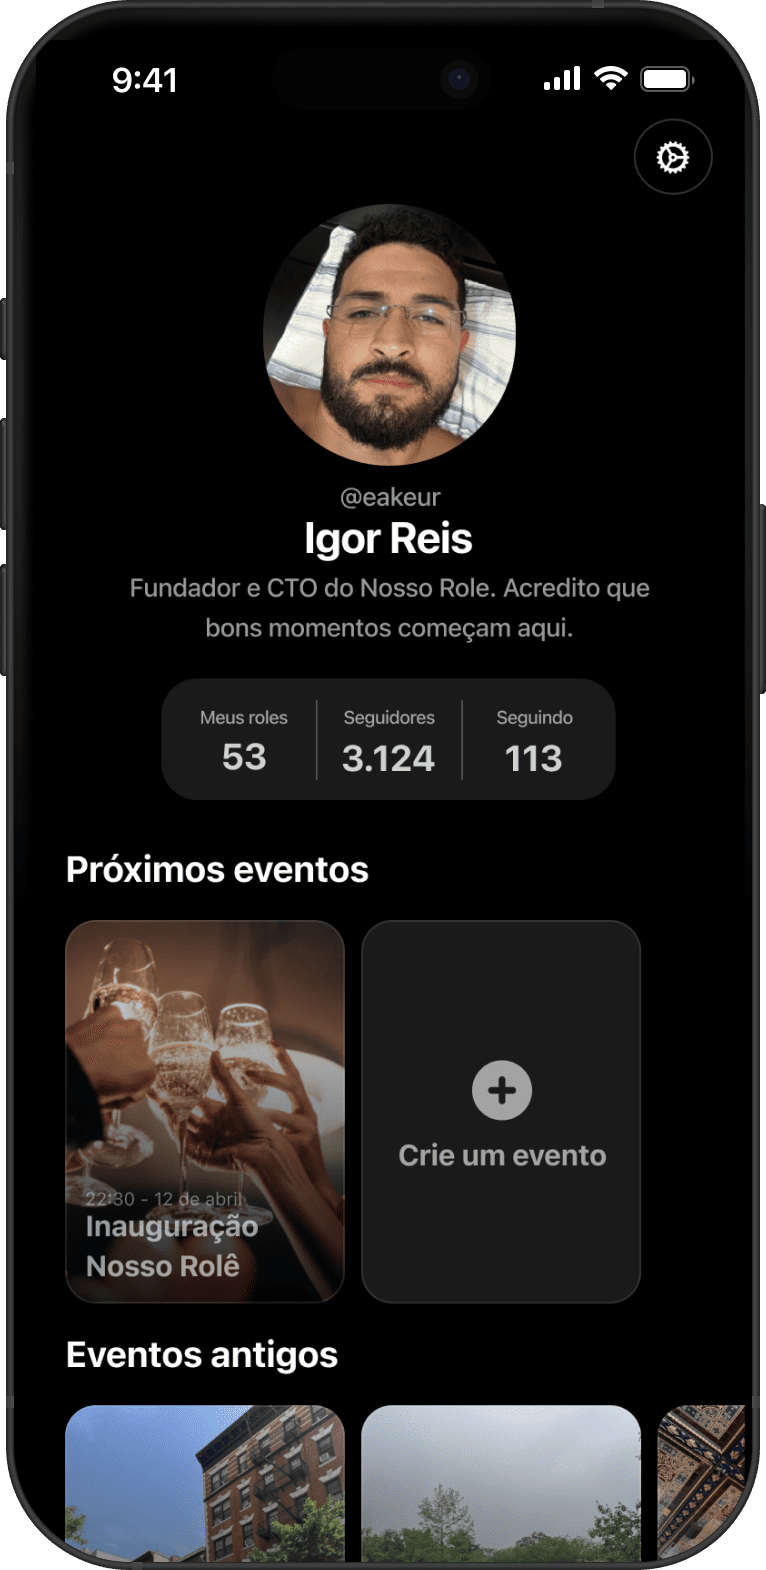 9:41
@eakeur
Igor Reis
Fundador e CTO do Nosso Role. Acredito que
bons momentos começam aqui.
Meus roles
53
Seguidores
3.124
Seguindo
113
Próximos eventos
22:30 - 12 de abril
Inauguração
Nosso Rolê
Crie um evento
Eventos antigos